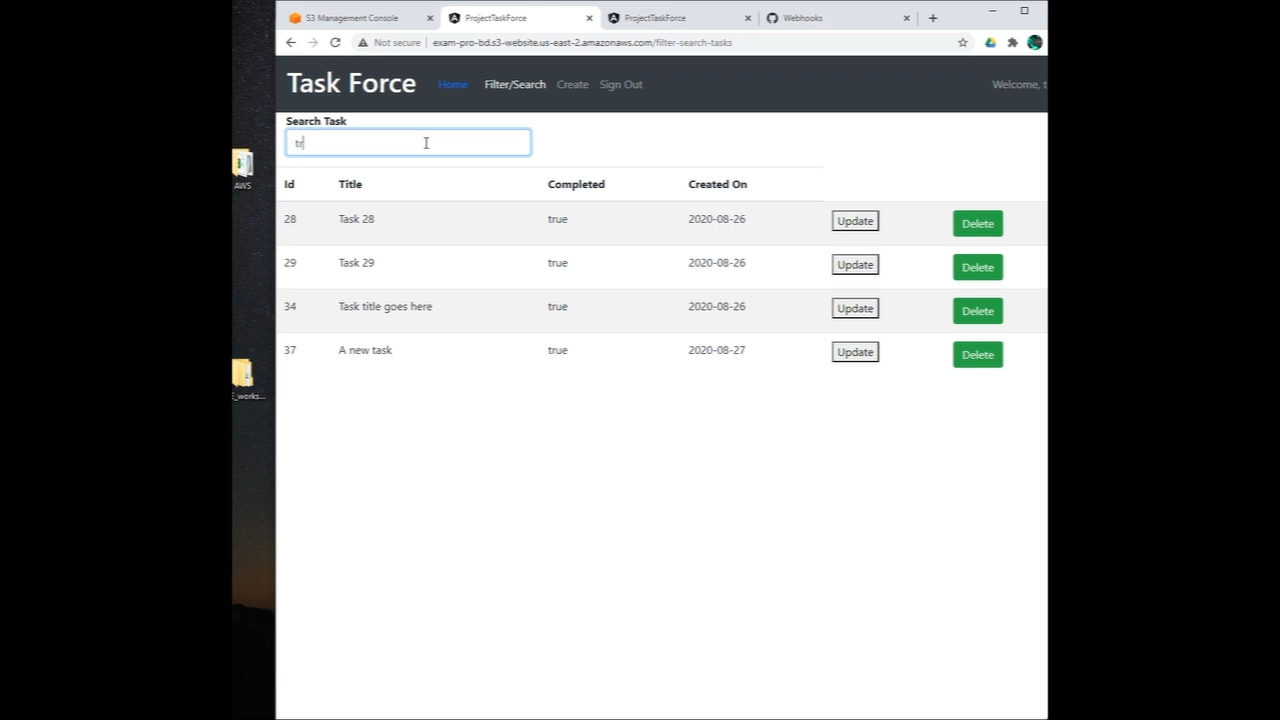 S3 Management Console
ProjectTaskForce
ProjectTaskForce
Webhooks
Not secure | exam-pro-bd.s3-website.us-east-2.amazonaws.com/filter-search-tasks
Task Force Home Filter/Search Create Sign Out Welcome, t
Search Task
tr
Id Title Completed Created On
28 Task 28 true 2020-08-26 Update Delete
29 Task 29 true 2020-08-26 Update Delete
34 Task title goes here true 2020-08-26 Update Delete
37 A new task true 2020-08-27 Update Delete
AWS
_works...